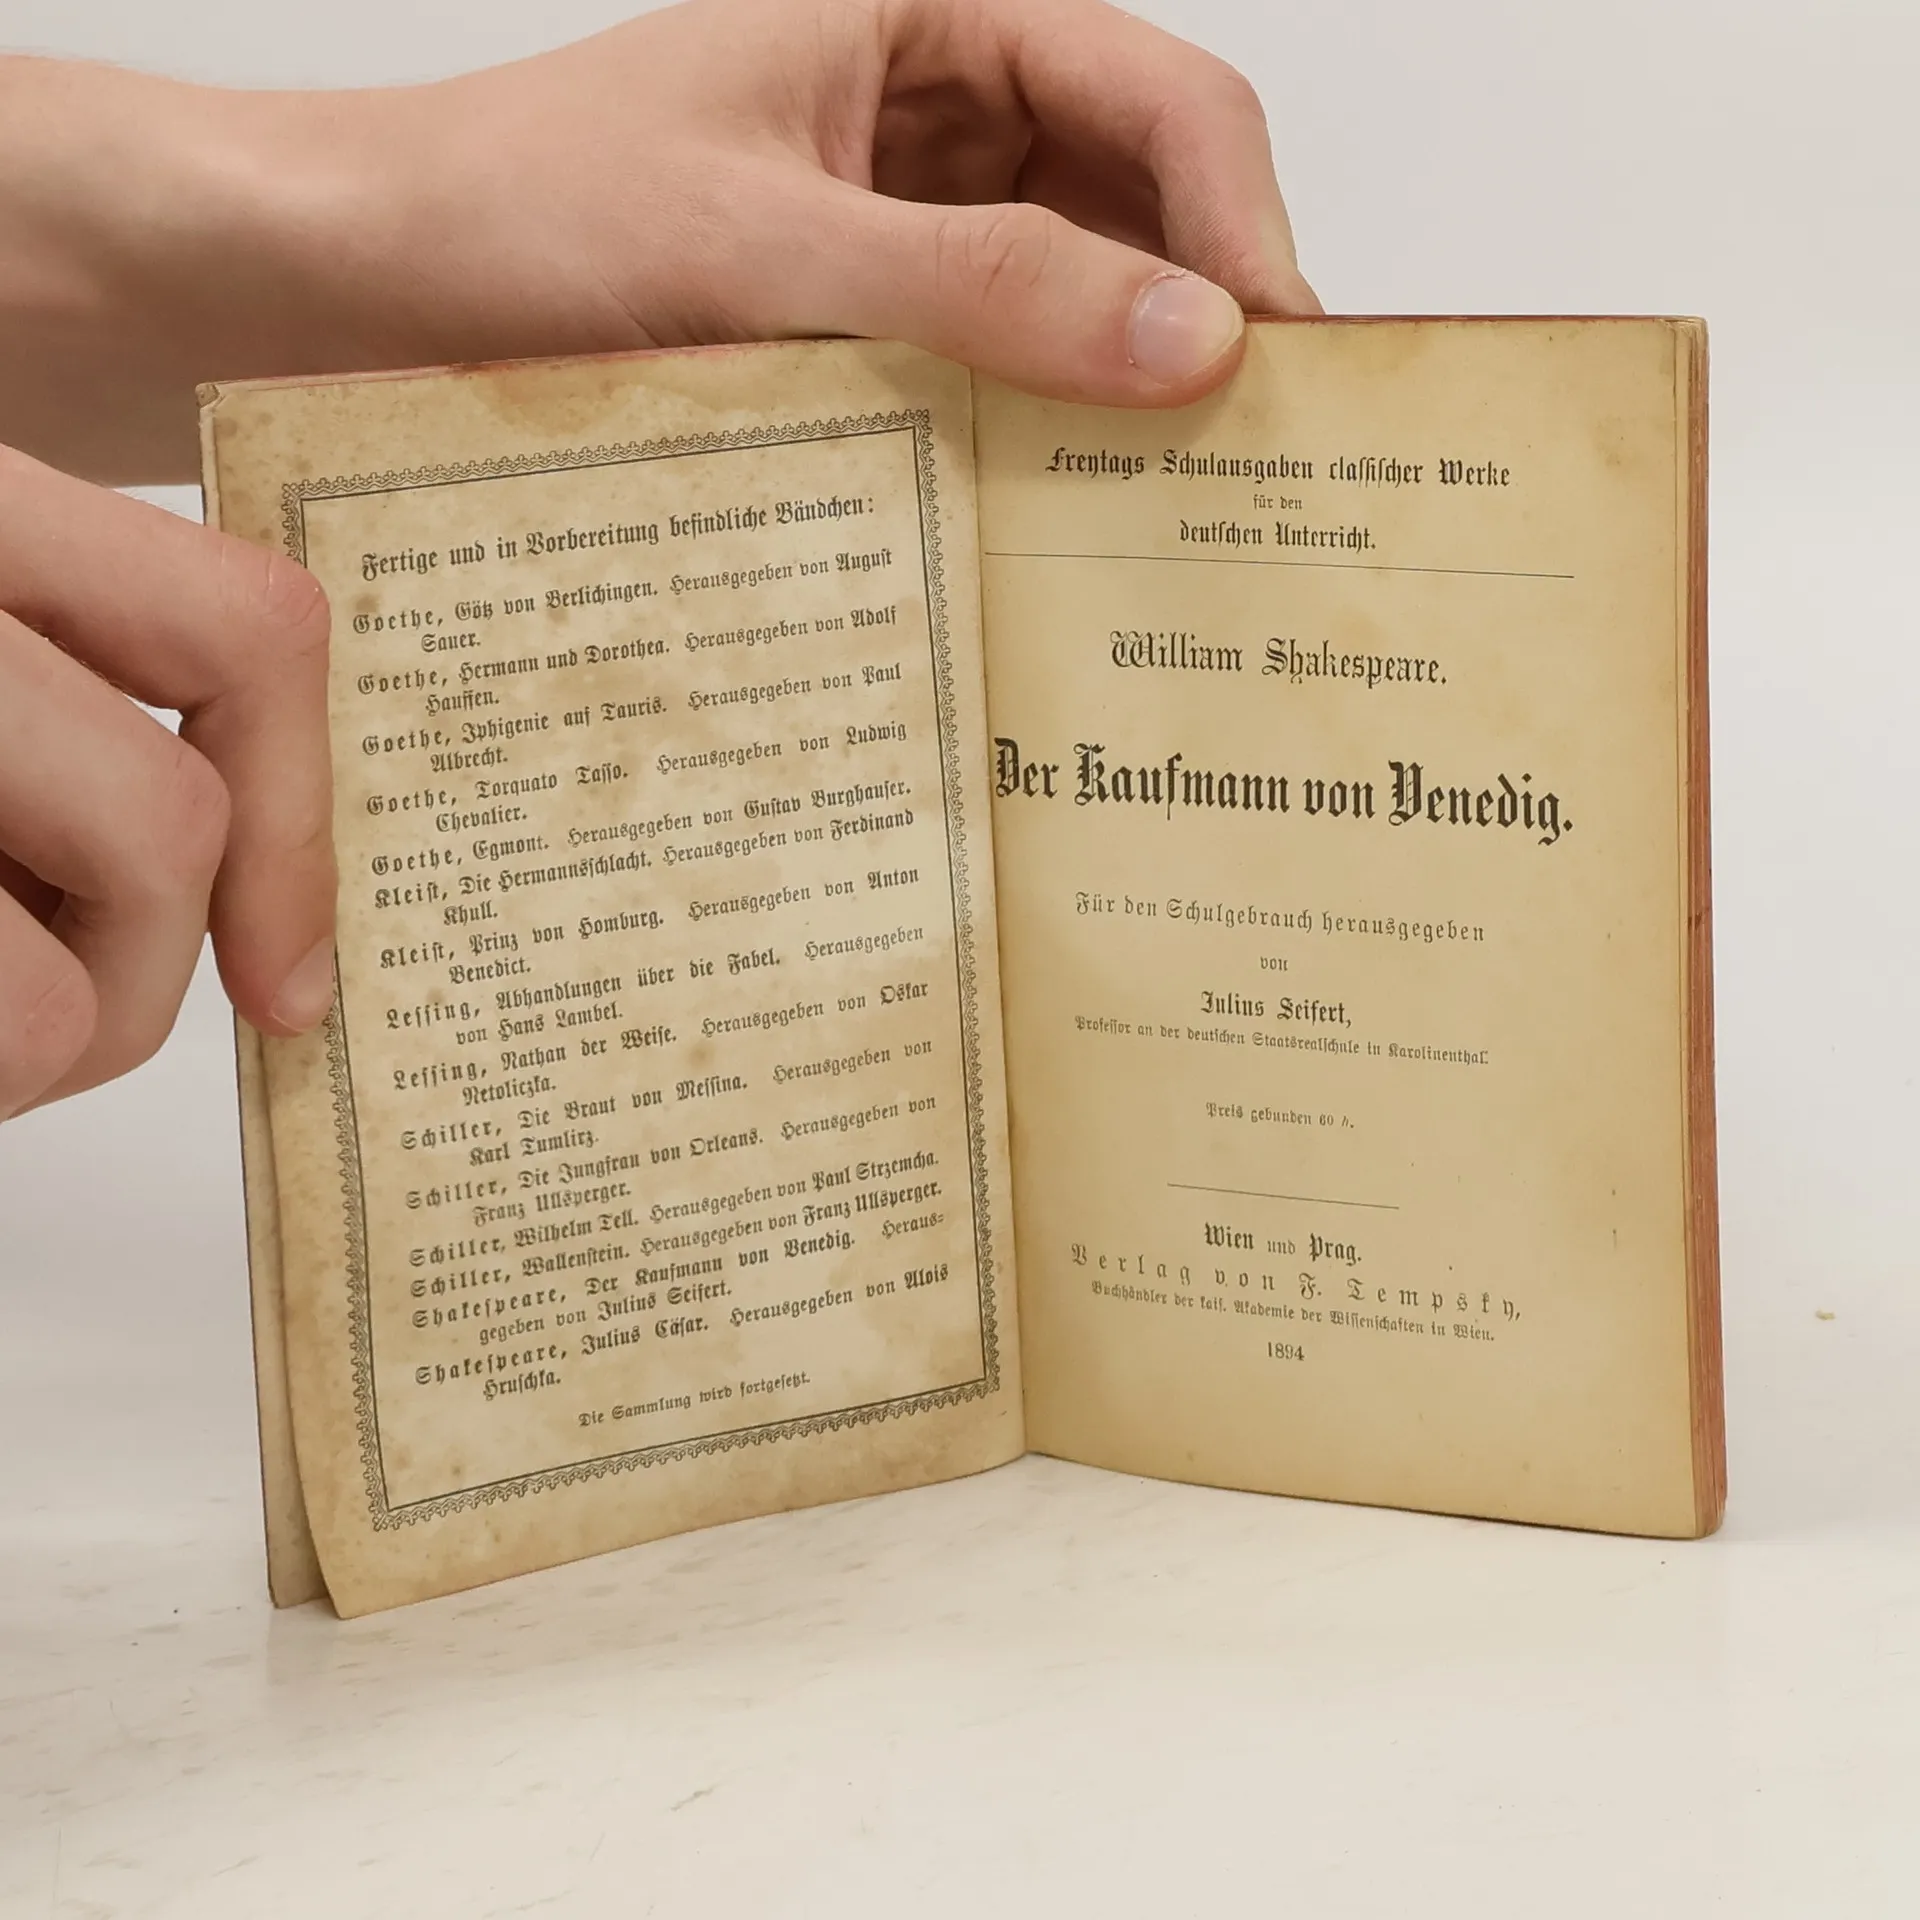 Fertige und in Vorbereitung befindliche Bändchen:
Goethe, Götz von Berlichingen. Herausgegeben von August
Sauer.
Goethe, Hermann und Dorothea. Herausgegeben von Adolf
Hauffen.
Goethe, Iphigenie auf Tauris. Herausgegeben von Paul
Albrecht.
Goethe, Torquato Taſſo. Herausgegeben von Ludwig
Chevalier.
Goethe, Egmont. Herausgegeben von Guſtav Burghauſer.
Kleiſt, Die Hermannsſchlacht. Herausgegeben von Ferdinand
Khull.
Kleiſt, Prinz von Homburg. Herausgegeben von Anton
Benedict.
Leſſing, Abhandlungen über die Fabel. Herausgegeben
von Hans Lambel.
Leſſing, Nathan der Weiſe. Herausgegeben von Oskar
Netoliczka.
Schiller, Die Braut von Meſſina. Herausgegeben von
Karl Tumlirz.
Schiller, Die Jungfrau von Orleans. Herausgegeben von
Franz Ullsperger.
Schiller, Wilhelm Tell. Herausgegeben von Paul Strzemcha.
Schiller, Wallenſtein. Herausgegeben von Franz Ullsperger.
Shakeſpeare, Der Kaufmann von Venedig. Heraus-
gegeben von Julius Seifert.
Shakeſpeare, Julius Cäſar. Herausgegeben von Alois
Hruſchka.
Die Sammlung wird fortgeſetzt.
Freytags Schulausgaben claſſiſcher Werke
für den
deutſchen Unterricht.
William Shakespeare.
Der Kaufmann von Venedig.
Für den Schulgebrauch herausgegeben
von
Julius Seifert,
Profeſſor an der deutſchen Staatsrealſchule in Karolinenthal.
Preis gebunden 60 h.
Wien und Prag.
Verlag von F. Tempsky,
Buchhändler der kaiſ. Akademie der Wiſſenſchaften in Wien.
1894